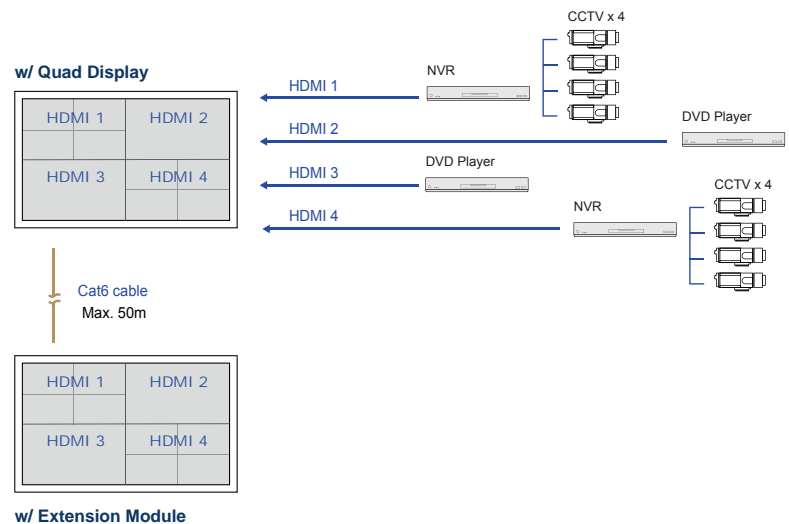 CCTV x 4
w/ Quad Display
NVR
HDMI 1
HDMI 1
HDMI 2
DVD Player
HDMI 2
DVD Player
HDMI 3
HDMI 3
HDMI 4
CCTV x 4
NVR
HDMI 4
Cat6 cable
Max. 50m
HDMI 1
HDMI 2
HDMI 3
HDMI 4
w/ Extension Module